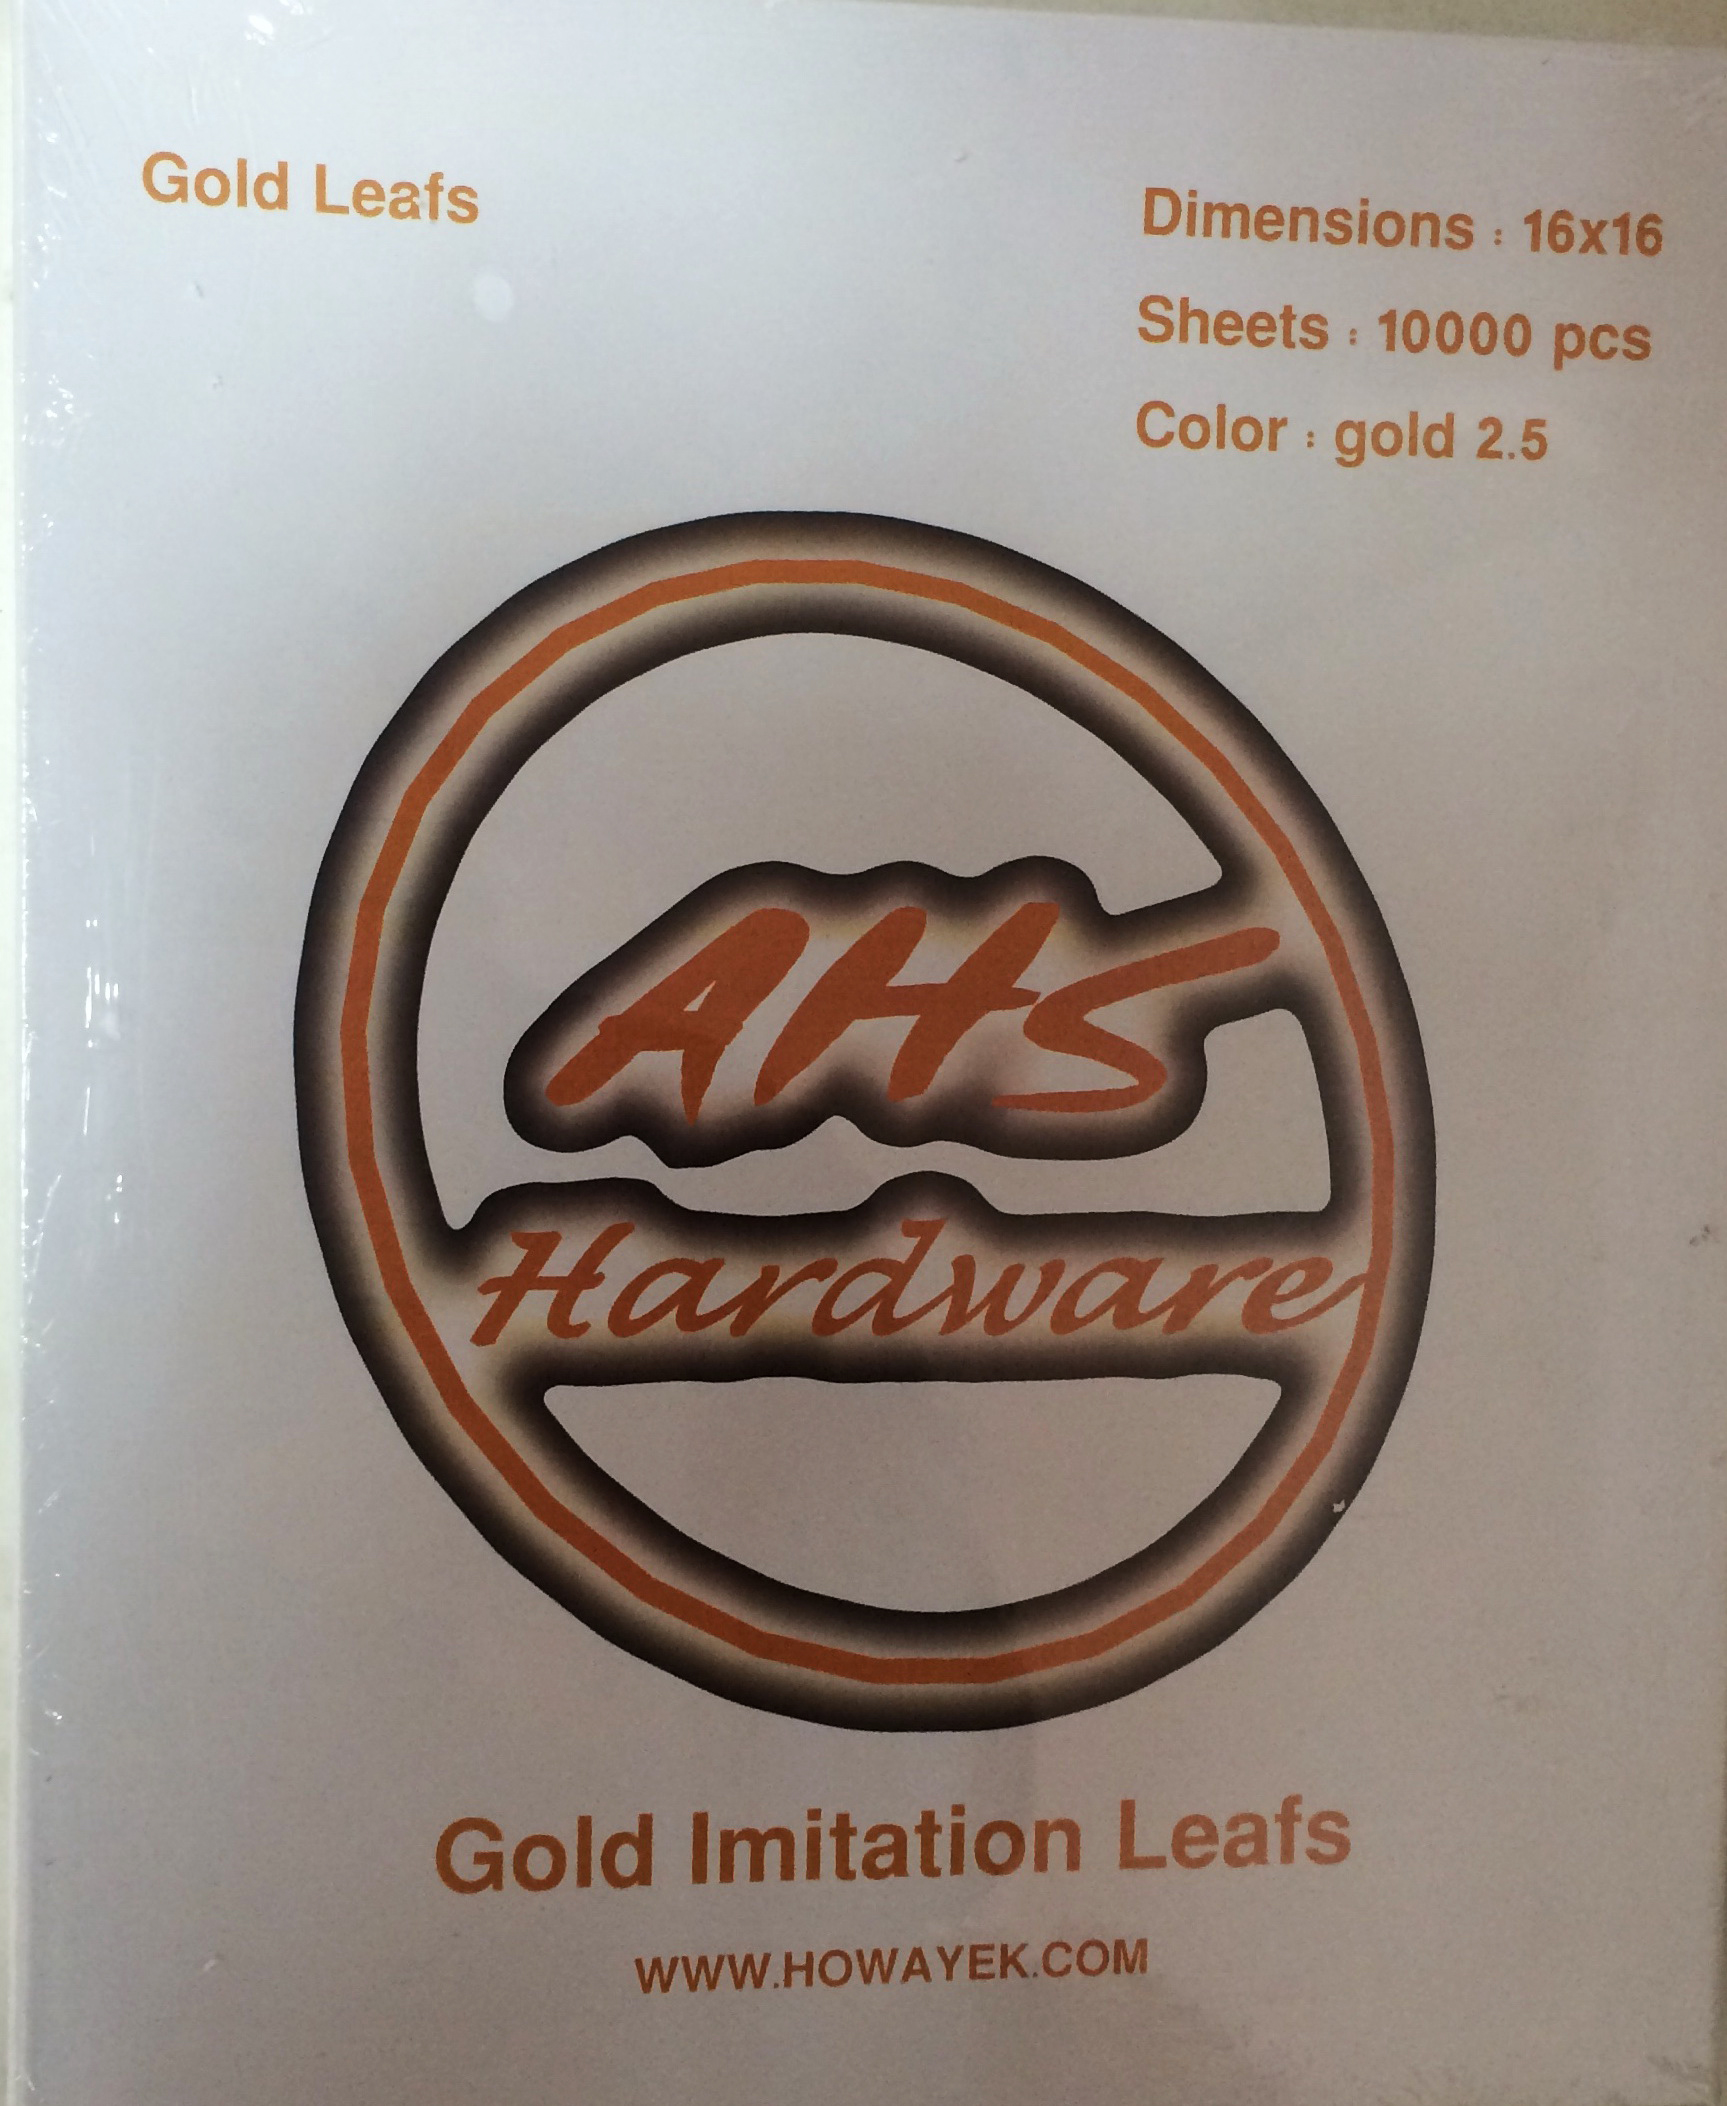 Gold Leafs
Dimensions : 16x16
Sheets : 10000 pcs
Color : gold 2.5
AHS
Hardware
Gold Imitation Leafs
WWW.HOWAYEK.COM